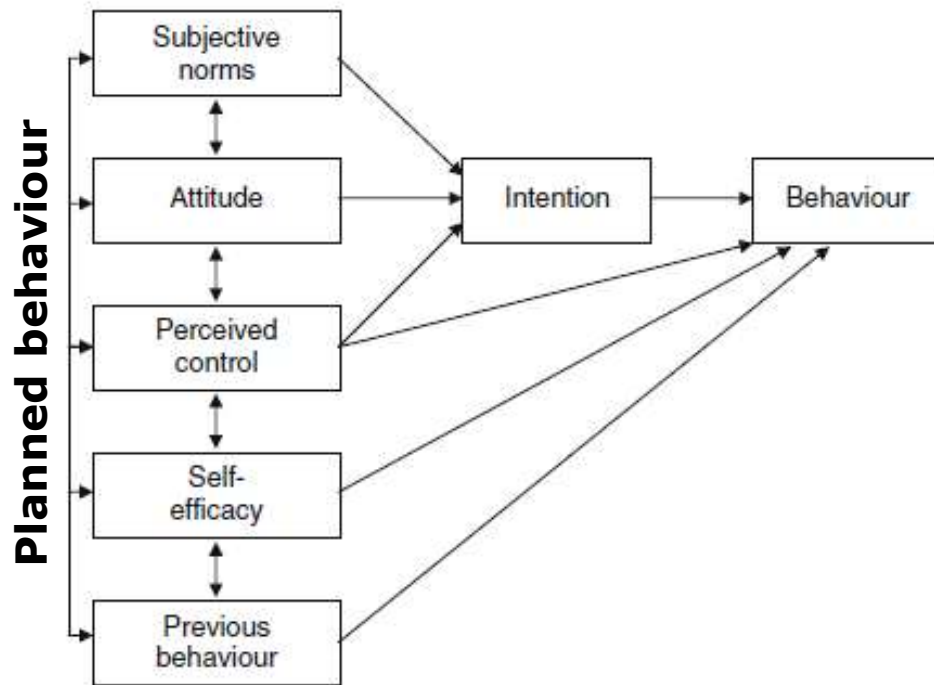 Planned behaviour
Subjective
norms
Attitude
Perceived
control
Self-
efficacy
Previous
behaviour
Intention
Behaviour